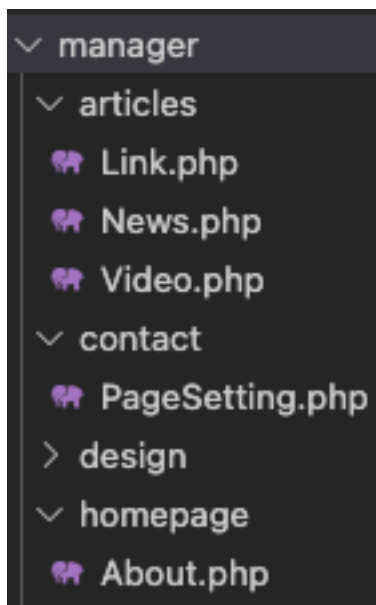 manager
articles
Link.php
News.php
Video.php
contact
PageSetting.php
design
homepage
About.php